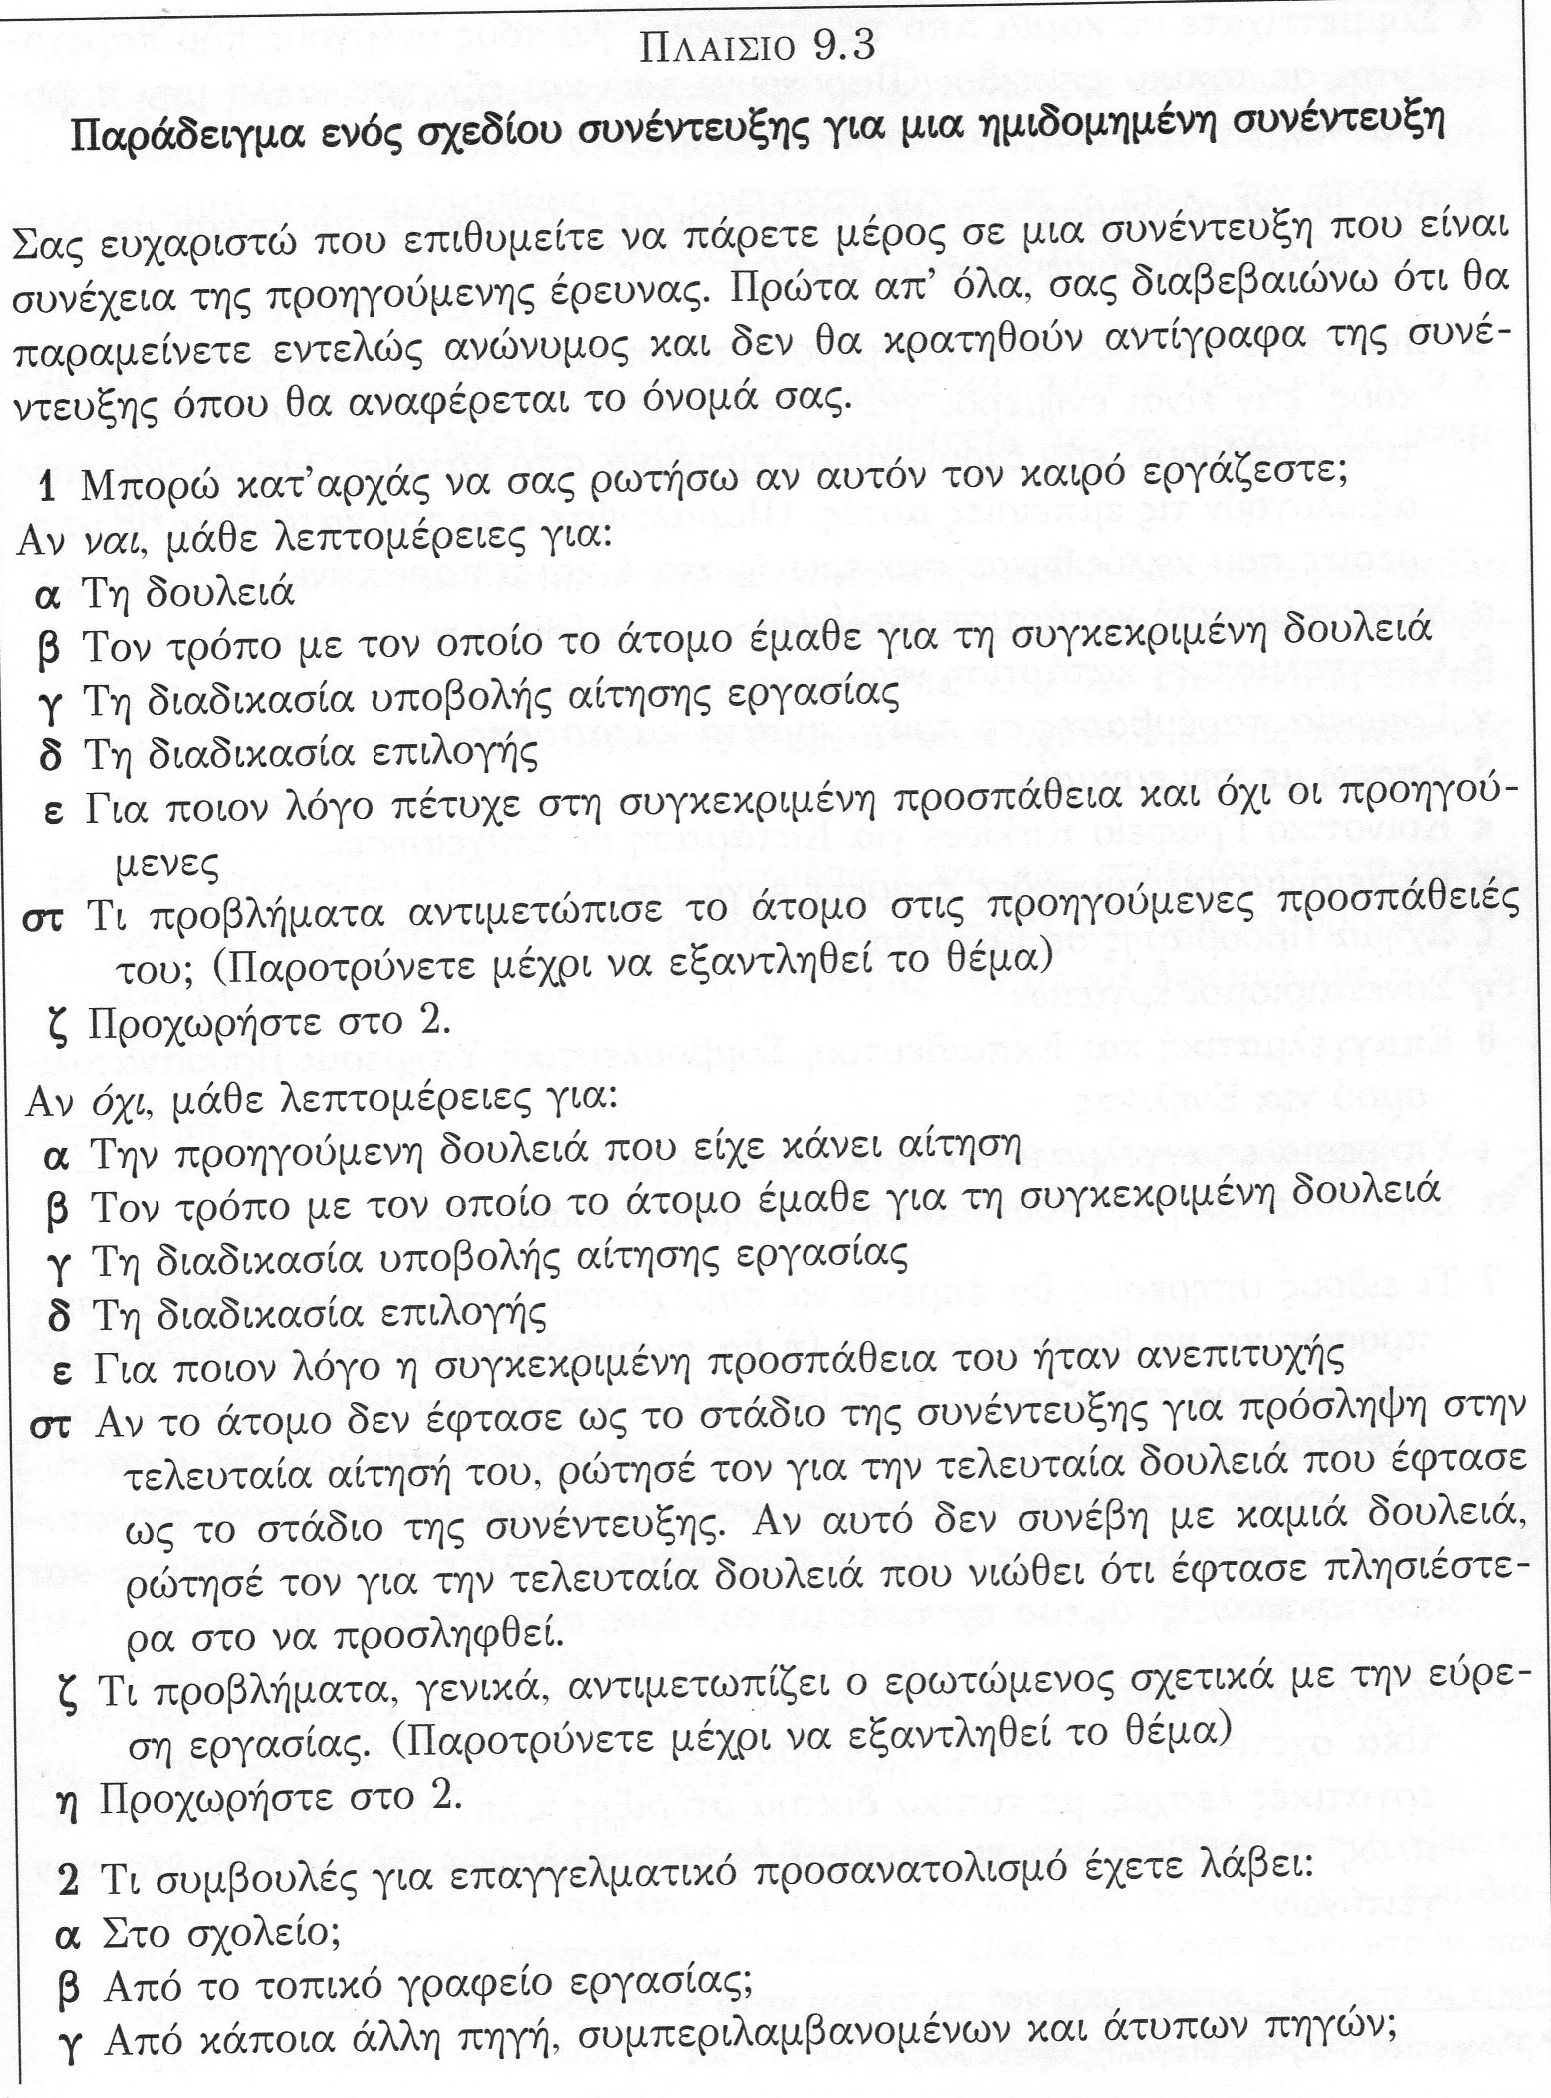 ΠΛΑΙΣΙΟ 9.3
Παράδειγμα ενός σχεδίου συνέντευξης για μια ημιδομημένη συνέντευξη
Σας ευχαριστώ που επιθυμείτε να πάρετε μέρος σε μια συνέντευξη που είναι
συνέχεια της προηγούμενης έρευνας. Πρώτα απ’ όλα, σας διαβεβαιώνω ότι θα
παραμείνετε εντελώς ανώνυμος και δεν θα κρατηθούν αντίγραφα της συνέ-
ντευξης όπου θα αναφέρεται το όνομά σας.
1 Μπορώ κατ’αρχάς να σας ρωτήσω αν αυτόν τον καιρό εργάζεστε;
Αν ναι, μάθε λεπτομέρειες για:
α Τη δουλειά
β Τον τρόπο με τον οποίο το άτομο έμαθε για τη συγκεκριμένη δουλειά
γ Τη διαδικασία υποβολής αίτησης εργασίας
δ Τη διαδικασία επιλογής
ε Για ποιον λόγο πέτυχε στη συγκεκριμένη προσπάθεια και όχι οι προηγού-
μενες
στ Τι προβλήματα αντιμετώπισε το άτομο στις προηγούμενες προσπάθειές
του; (Παροτρύνετε μέχρι να εξαντληθεί το θέμα)
ζ Προχωρήστε στο 2.
Αν όχι, μάθε λεπτομέρειες για:
α Την προηγούμενη δουλειά που είχε κάνει αίτηση
β Τον τρόπο με τον οποίο το άτομο έμαθε για τη συγκεκριμένη δουλειά
γ Τη διαδικασία υποβολής αίτησης εργασίας
δ Τη διαδικασία επιλογής
ε Για ποιον λόγο η συγκεκριμένη προσπάθεια του ήταν ανεπιτυχής
στ Αν το άτομο δεν έφτασε ως το στάδιο της συνέντευξης για πρόσληψη στην
τελευταία αίτησή του, ρώτησέ τον για την τελευταία δουλειά που έφτασε
ως το στάδιο της συνέντευξης. Αν αυτό δεν συνέβη με καμιά δουλειά,
ρώτησέ τον για την τελευταία δουλειά που νιώθει ότι έφτασε πλησιέστε-
ρα στο να προσληφθεί.
ζ Τι προβλήματα, γενικά, αντιμετωπίζει ο ερωτώμενος σχετικά με την εύρε-
ση εργασίας. (Παροτρύνετε μέχρι να εξαντληθεί το θέμα)
η Προχωρήστε στο 2.
2 Τι συμβουλές για επαγγελματικό προσανατολισμό έχετε λάβει:
α Στο σχολείο;
β Από το τοπικό γραφείο εργασίας;
γ Από κάποια άλλη πηγή, συμπεριλαμβανομένων και άτυπων πηγών;